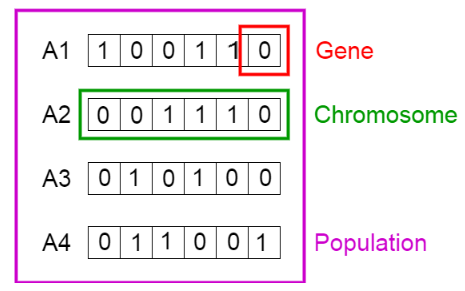 A1 1 0 0 1 1 0 Gene
A2 0 0 1 1 1 0 Chromosome
A3 0 1 0 1 0 0
A4 0 1 1 0 0 1 Population